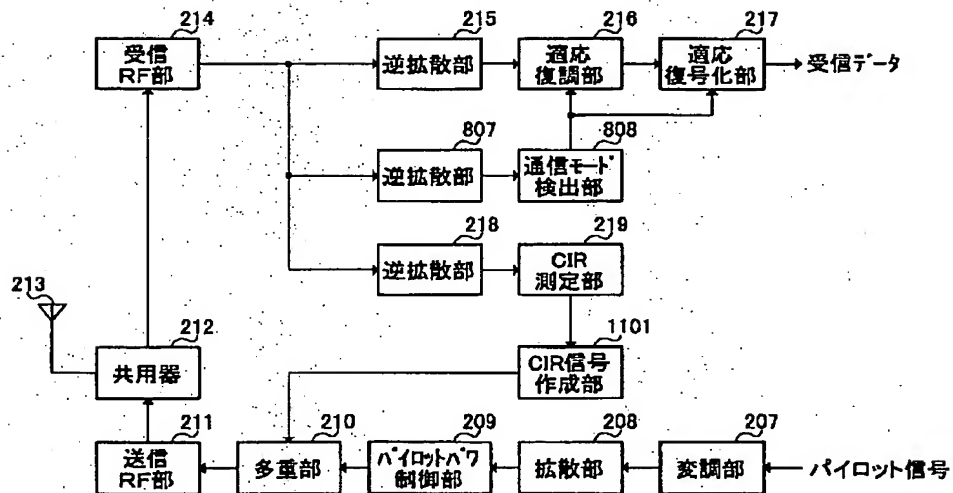 214
215
216
217
受信
RF部
逆拡散部
適応
復調部
適応
復号化部
受信データ
807
808
逆拡散部
通信モード
検出部
218
219
逆拡散部
CIR
測定部
213
212
1101
共用器
CIR信号
作成部
211
210
209
208
207
送信
RF部
多重部
パイロットパワ
制御部
拡散部
変調部
パイロット信号